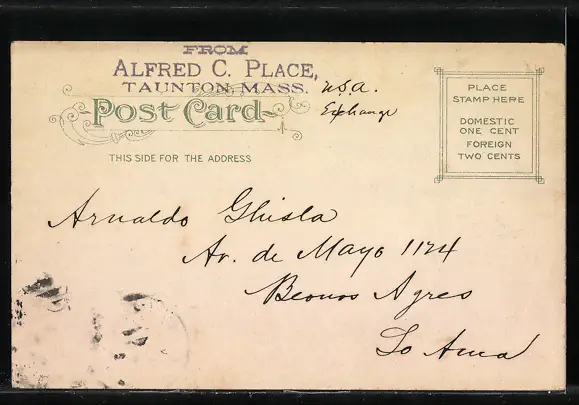 FROM
ALFRED C. PLACE,
TAUNTON, MASS.
U.S.A.
Exchange
POST CARD
THIS SIDE FOR THE ADDRESS
PLACE
STAMP HERE
DOMESTIC
ONE CENT
FOREIGN
TWO CENTS
Arnaldo Ghisla
Av. de Mayo 1124
Beonos Ayres
So Ama